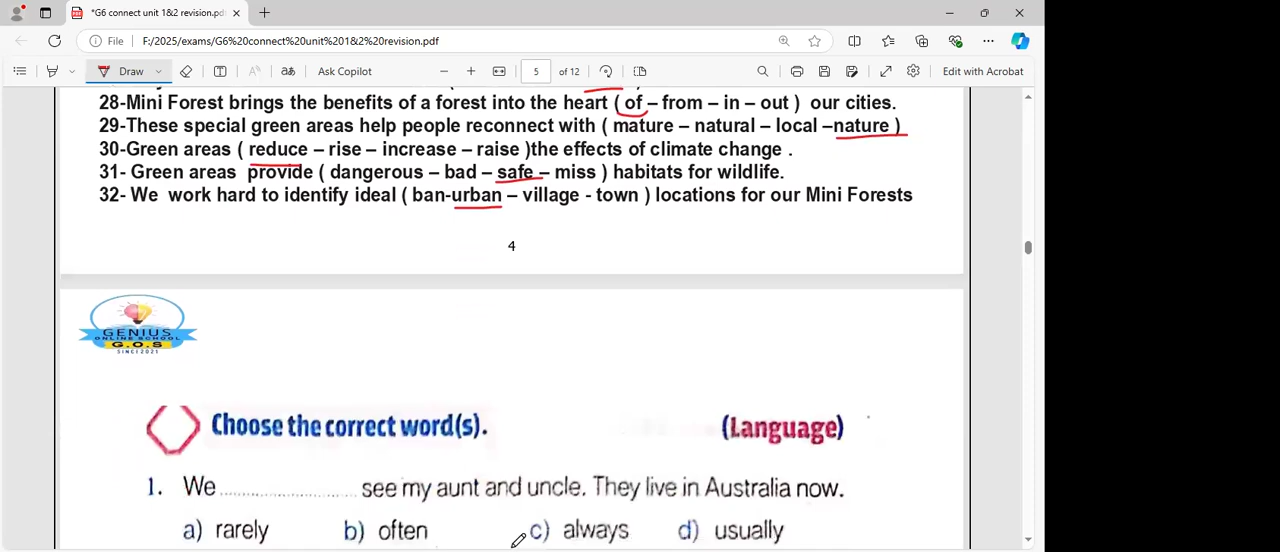 *G6 connect unit 1&2 revision.pdf
File F:/2025/exams/G6%20connect%20unit%201&2%20revision.pdf
Draw Ask Copilot 5 of 12 Edit with Acrobat
28-Mini Forest brings the benefits of a forest into the heart ( of – from – in – out ) our cities.
29-These special green areas help people reconnect with ( mature – natural – local –nature )
30-Green areas ( reduce – rise – increase – raise )the effects of climate change .
31- Green areas provide ( dangerous – bad – safe – miss ) habitats for wildlife.
32- We work hard to identify ideal ( ban-urban – village - town ) locations for our Mini Forests
4
GENIUS
ONLINE SCHOOL
G.O.S
SINCE 2021
Choose the correct word(s). (Language)
1. We .......................... see my aunt and uncle. They live in Australia now.
a) rarely b) often c) always d) usually